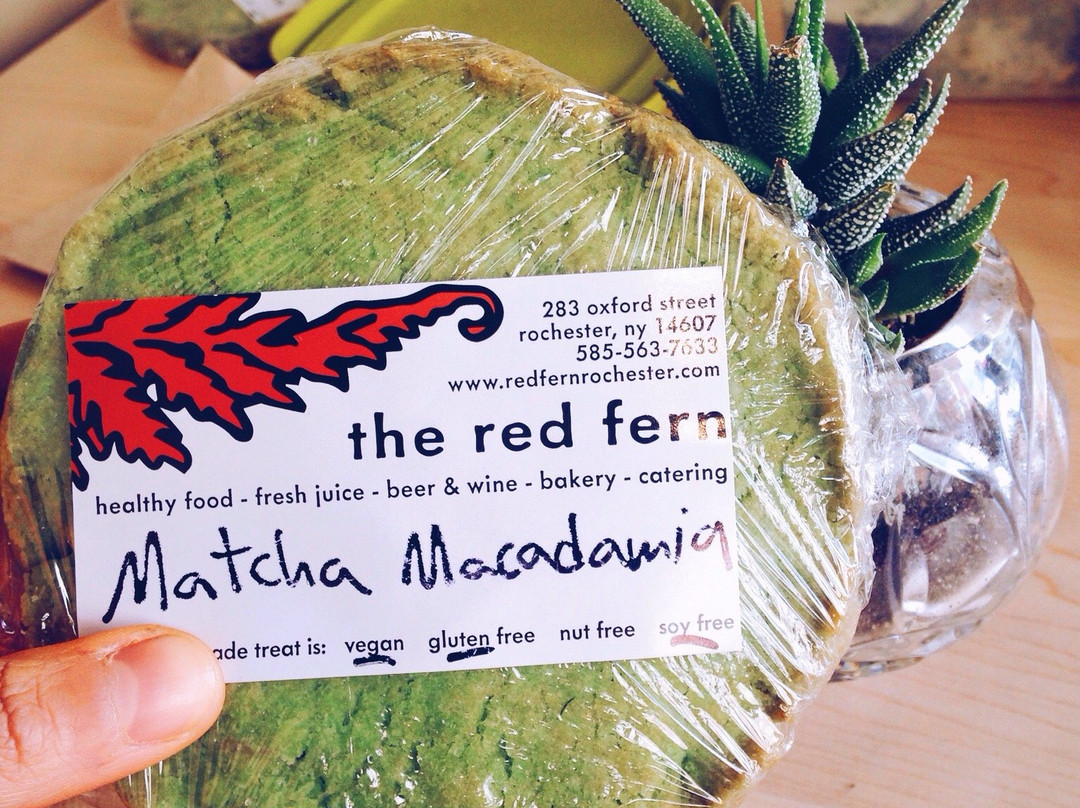 283 oxford street
rochester, ny 14607
585-563-7633
www.redfernrochester.com
the red fern
healthy food - fresh juice - beer & wine - bakery - catering
Matcha Macadamia
treat is: vegan gluten free nut free soy free